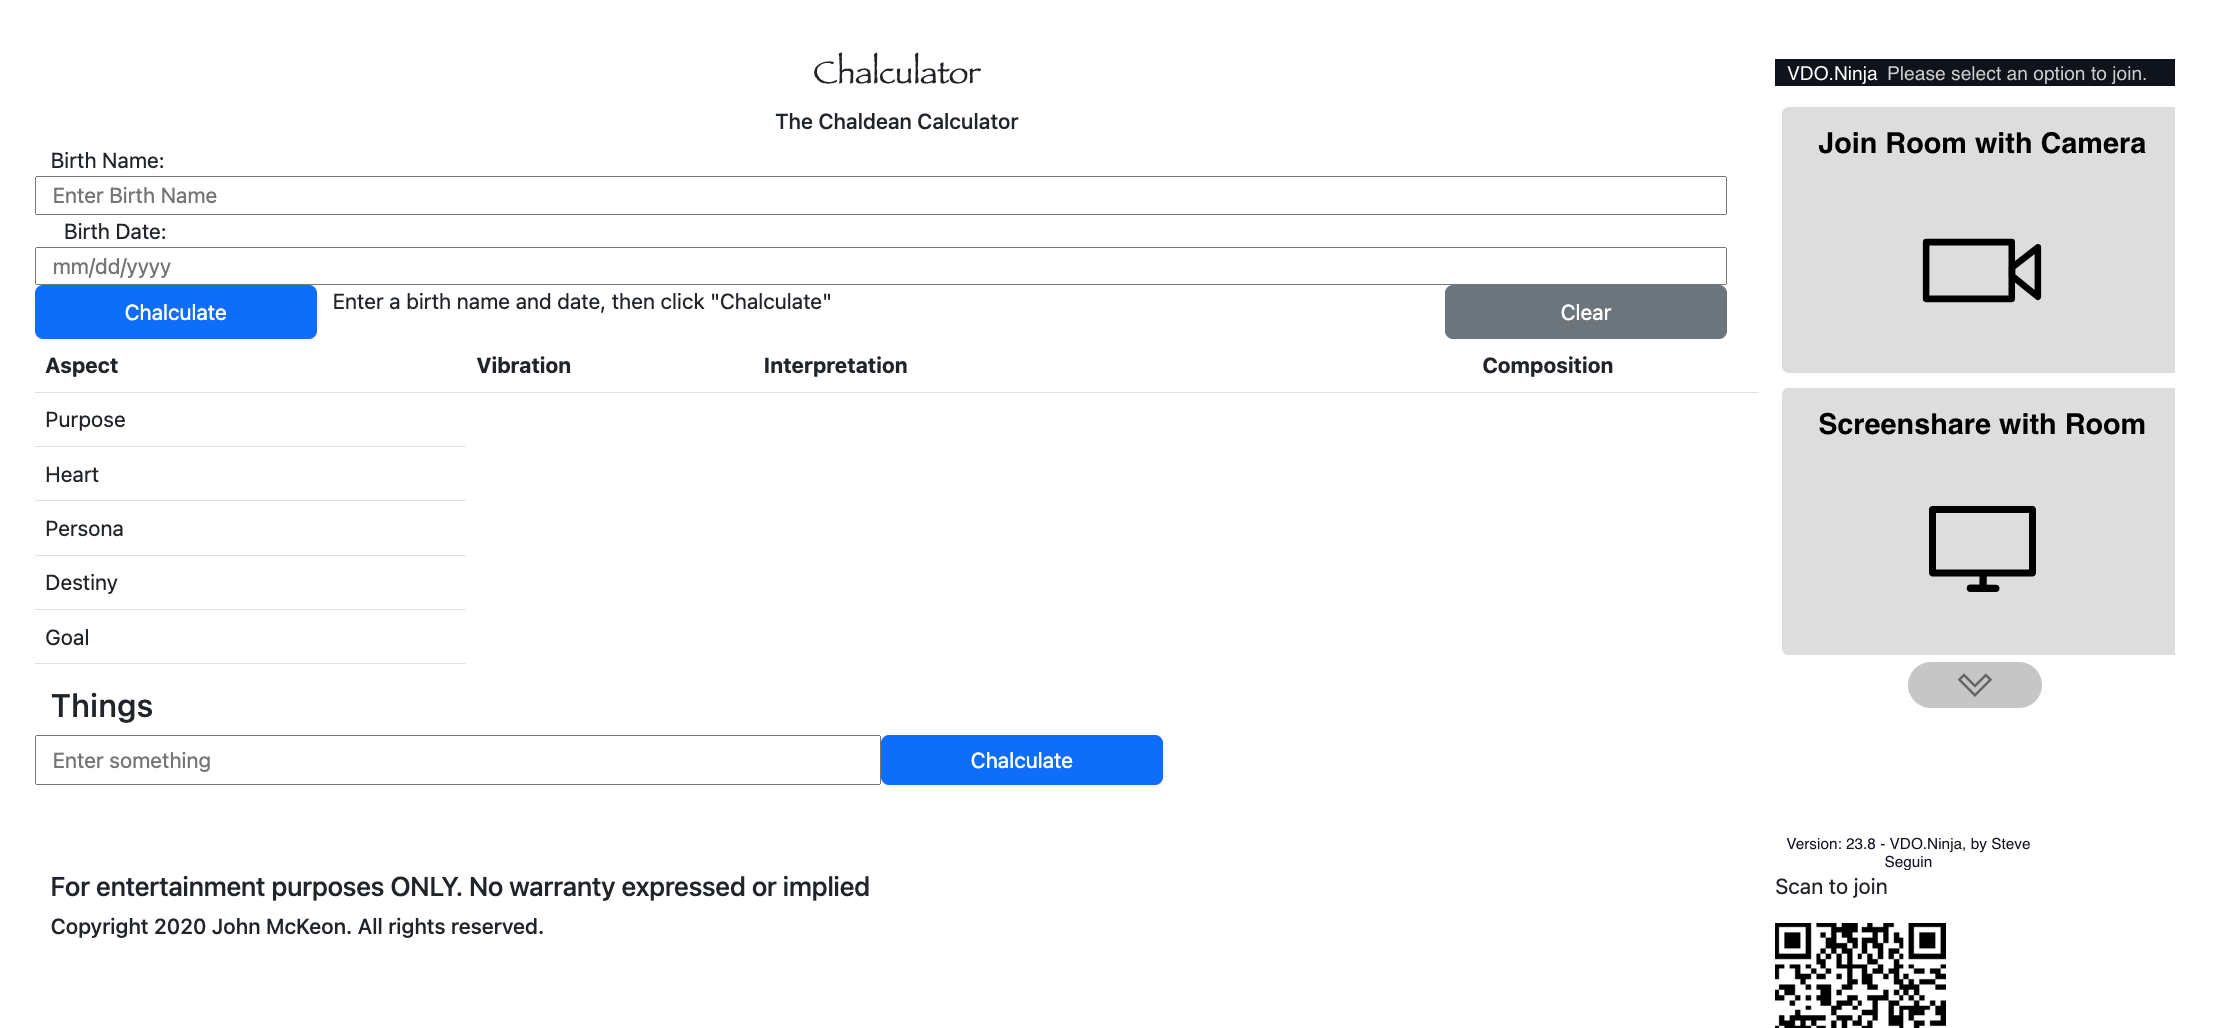 Chalculator
The Chaldean Calculator
Birth Name:
Enter Birth Name
Birth Date:
mm/dd/yyyy
Chalculate
Enter a birth name and date, then click "Chalculate"
Clear
Aspect Vibration Interpretation Composition
Purpose
Heart
Persona
Destiny
Goal
Things
Enter something
Chalculate
For entertainment purposes ONLY. No warranty expressed or implied
Copyright 2020 John McKeon. All rights reserved.
VDO.Ninja Please select an option to join.
Join Room with Camera
Screenshare with Room
Version: 23.8 - VDO.Ninja, by Steve
Seguin
Scan to join